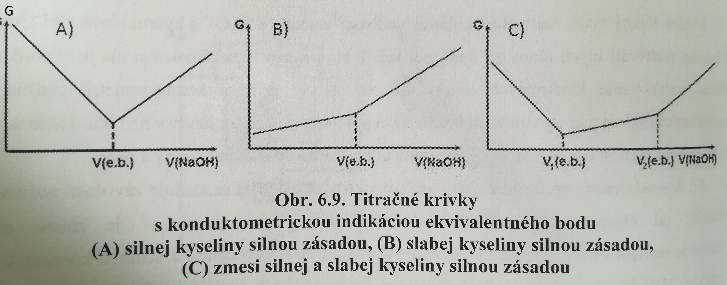 G A) G B) G C)
V(e.b.) V(NaOH) V(e.b.) V(NaOH) V₁(e.b.) V₂(e.b.) V(NaOH)
Obr. 6.9. Titračné krivky
s konduktometrickou indikáciou ekvivalentného bodu
(A) silnej kyseliny silnou zásadou, (B) slabej kyseliny silnou zásadou,
(C) zmesi silnej a slabej kyseliny silnou zásadou